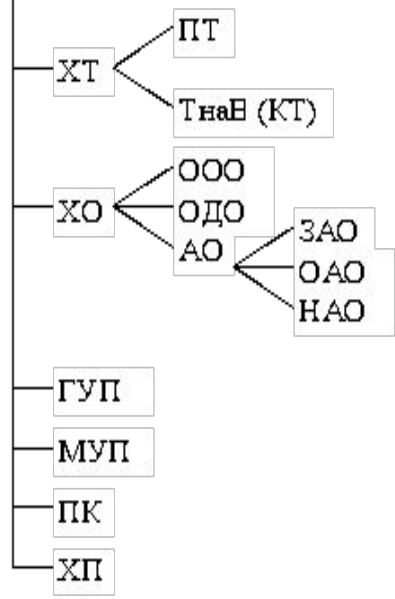 ПТ
ХТ
ТнаВ (КТ)
ООО
ХО
ОДО
АО
ЗАО
ОАО
НАО
ГУП
МУП
ПК
ХП